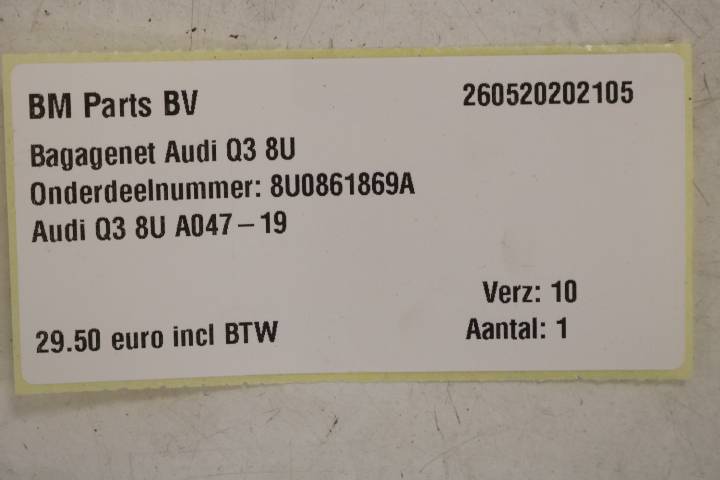 BM Parts BV 260520202105
Bagagenet Audi Q3 8U
Onderdeelnummer: 8U0861869A
Audi Q3 8U A047-19
Verz: 10
29.50 euro incl BTW Aantal: 1